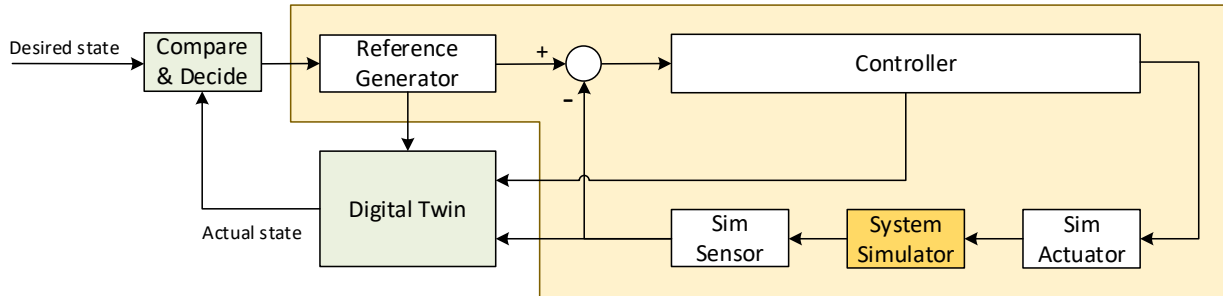 Desired state
Compare
& Decide
Reference
Generator
+
-
Controller
Digital Twin
Actual state
Sim
Sensor
System
Simulator
Sim
Actuator